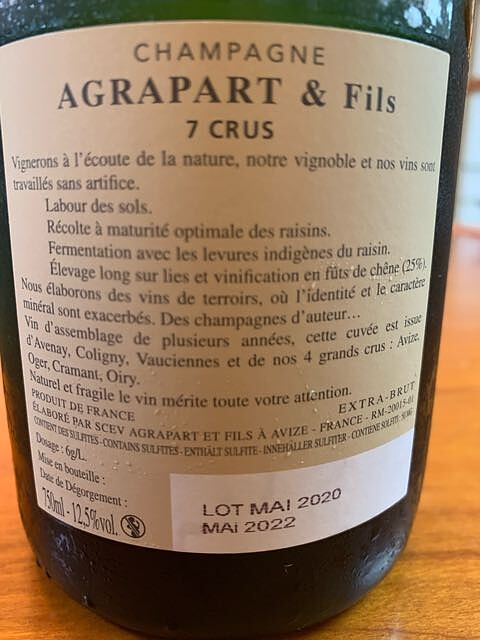 CHAMPAGNE
AGRAPART & Fils
7 CRUS
Vignerons à l'écoute de la nature, notre vignoble et nos vins sont
travaillés sans artifice.
Labour des sols.
Récolte à maturité optimale des raisins.
Fermentation avec les levures indigènes du raisin.
Élevage long sur lies et vinification en fûts de chêne (25%).
Nous élaborons des vins de terroirs, où l'identité et le caractère
minéral sont exacerbés. Des champagnes d'auteur…
Vin d'assemblage de plusieurs années, cette cuvée est issue
d'Avenay, Coligny, Vauciennes et de nos 4 grands crus : Avize,
Oger, Cramant, Oiry.
Naturel et fragile le vin mérite toute votre attention.
PRODUIT DE FRANCE EXTRA-BRUT
ÉLABORÉ PAR SCEV AGRAPART ET FILS À AVIZE - FRANCE - RM-20015-01
CONTIENT DES SULFITES - CONTAINS SULFITES - ENTHÄLT SULFITE - INNEHÅLLER SULFITER - CONTIENE SOLFITI
Dosage : 6g/L.
Mise en bouteille : LOT MAI 2020
Date de Dégorgement : MAI 2022
750ml - 12,5%vol.